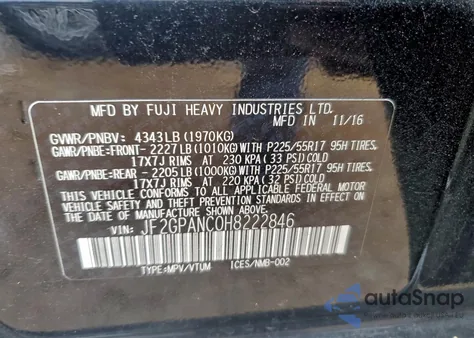 MFD BY FUJI HEAVY INDUSTRIES LTD.
MFD IN 11/16
GVWR/PNBV: 4343LB (1970KG)
GAWR/PNBE:FRONT- 2227LB (1010KG) WITH P225/55R17 95H TIRES,
17X7J RIMS AT 230 KPA (33 PSI) COLD
GAWR/PNBE:REAR - 2205LB (1000KG) WITH P225/55R17 95H TIRES,
17X7J RIMS AT 220 KPA (32 PSI) COLD
THIS VEHICLE CONFORMS TO ALL APPLICABLE U.S. FEDERAL MOTOR
VEHICLE SAFETY AND THEFT PREVENTION STANDARDS IN EFFECT ON THE
DATE OF MANUFACTURE SHOWN ABOVE.
VIN: JF2GPANC0H8222846
TYPE:MPV/VTUM ICES/NMB-002
autoSnap